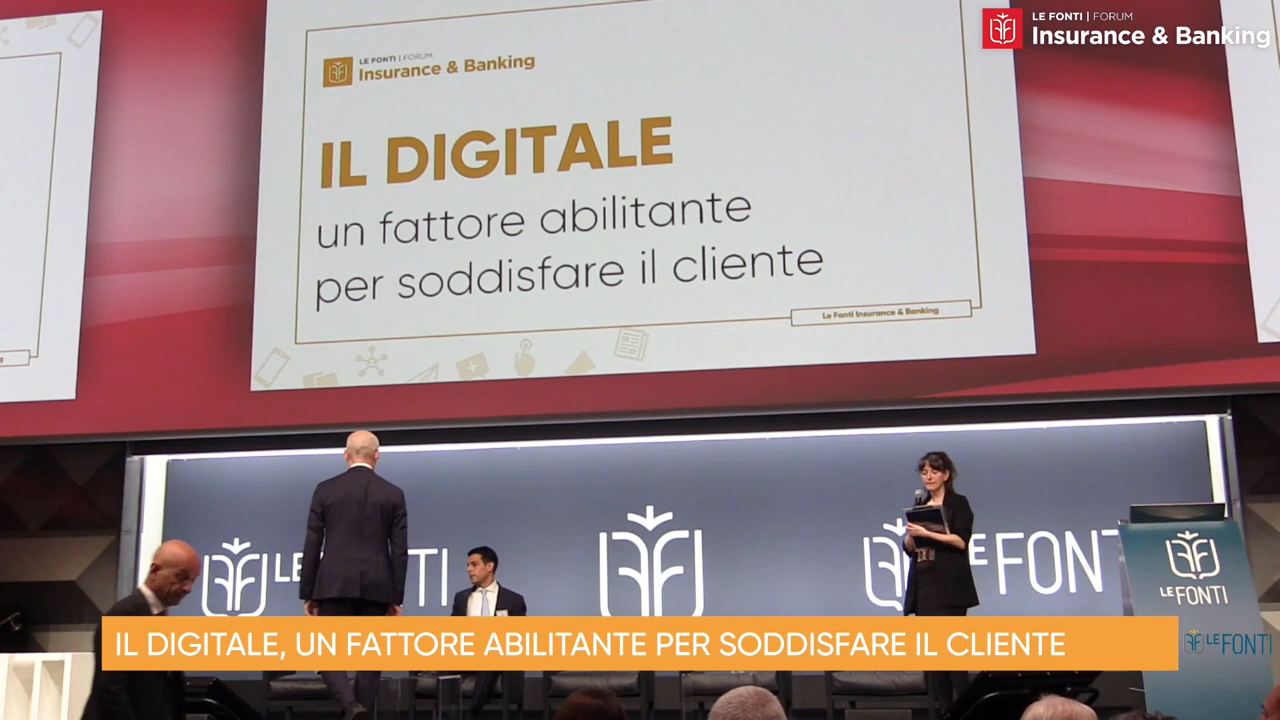 LE FONTI | FORUM
Insurance & Banking
LE FONTI | FORUM
Insurance & Banking
IL DIGITALE
un fattore abilitante
per soddisfare il cliente
Le Fonti Insurance & Banking
LE FONTI
LE FONTI
LE FONTI
IL DIGITALE, UN FATTORE ABILITANTE PER SODDISFARE IL CLIENTE
LE FONTI